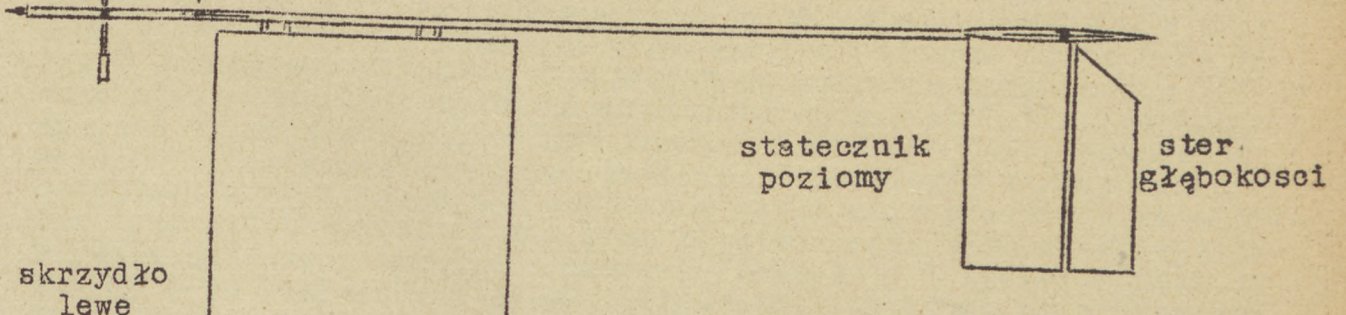 statecznik
poziomy
ster
głębokosci
skrzydło
lewe